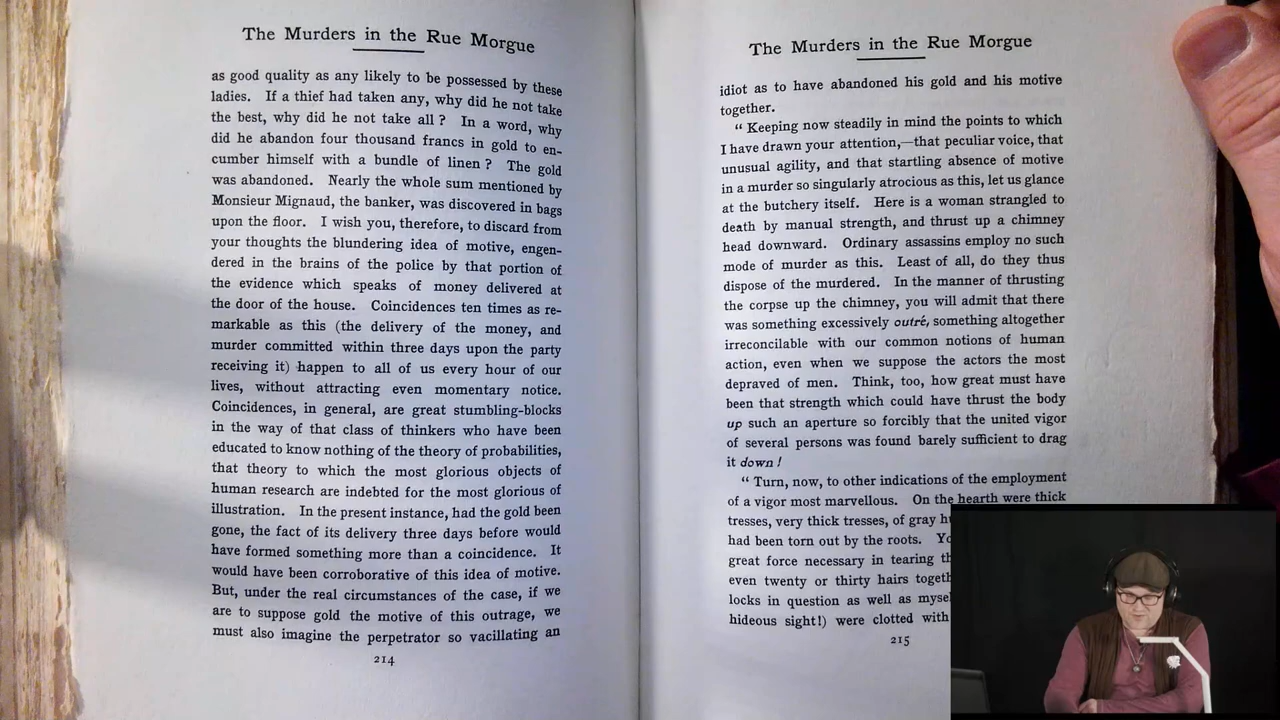 The Murders in the Rue Morgue
as good quality as any likely to be possessed by these
ladies. If a thief had taken any, why did he not take
the best, why did he not take all? In a word, why
did he abandon four thousand francs in gold to en-
cumber himself with a bundle of linen? The gold
was abandoned. Nearly the whole sum mentioned by
Monsieur Mignaud, the banker, was discovered in bags
upon the floor. I wish you, therefore, to discard from
your thoughts the blundering idea of motive, engen-
dered in the brains of the police by that portion of
the evidence which speaks of money delivered at
the door of the house. Coincidences ten times as re-
markable as this (the delivery of the money, and
murder committed within three days upon the party
receiving it) happen to all of us every hour of our
lives, without attracting even momentary notice.
Coincidences, in general, are great stumbling-blocks
in the way of that class of thinkers who have been
educated to know nothing of the theory of probabilities,
that theory to which the most glorious objects of
human research are indebted for the most glorious of
illustration. In the present instance, had the gold been
gone, the fact of its delivery three days before would
have formed something more than a coincidence. It
would have been corroborative of this idea of motive.
But, under the real circumstances of the case, if we
are to suppose gold the motive of this outrage, we
must also imagine the perpetrator so vacillating an
214
The Murders in the Rue Morgue
idiot as to have abandoned his gold and his motive
together.
“ Keeping now steadily in mind the points to which
I have drawn your attention,—that peculiar voice, that
unusual agility, and that startling absence of motive
in a murder so singularly atrocious as this, let us glance
at the butchery itself. Here is a woman strangled to
death by manual strength, and thrust up a chimney
head downward. Ordinary assassins employ no such
mode of murder as this. Least of all, do they thus
dispose of the murdered. In the manner of thrusting
the corpse up the chimney, you will admit that there
was something excessively outré, something altogether
irreconcilable with our common notions of human
action, even when we suppose the actors the most
depraved of men. Think, too, how great must have
been that strength which could have thrust the body
up such an aperture so forcibly that the united vigor
of several persons was found barely sufficient to drag
it down!
“ Turn, now, to other indications of the employment
of a vigor most marvellous. On the hearth were thick
tresses, very thick tresses, of gray
had been torn out by the roots.
great force necessary in tearing
even twenty or thirty hairs
locks in question as well as
hideous sight!) were clotted with
215